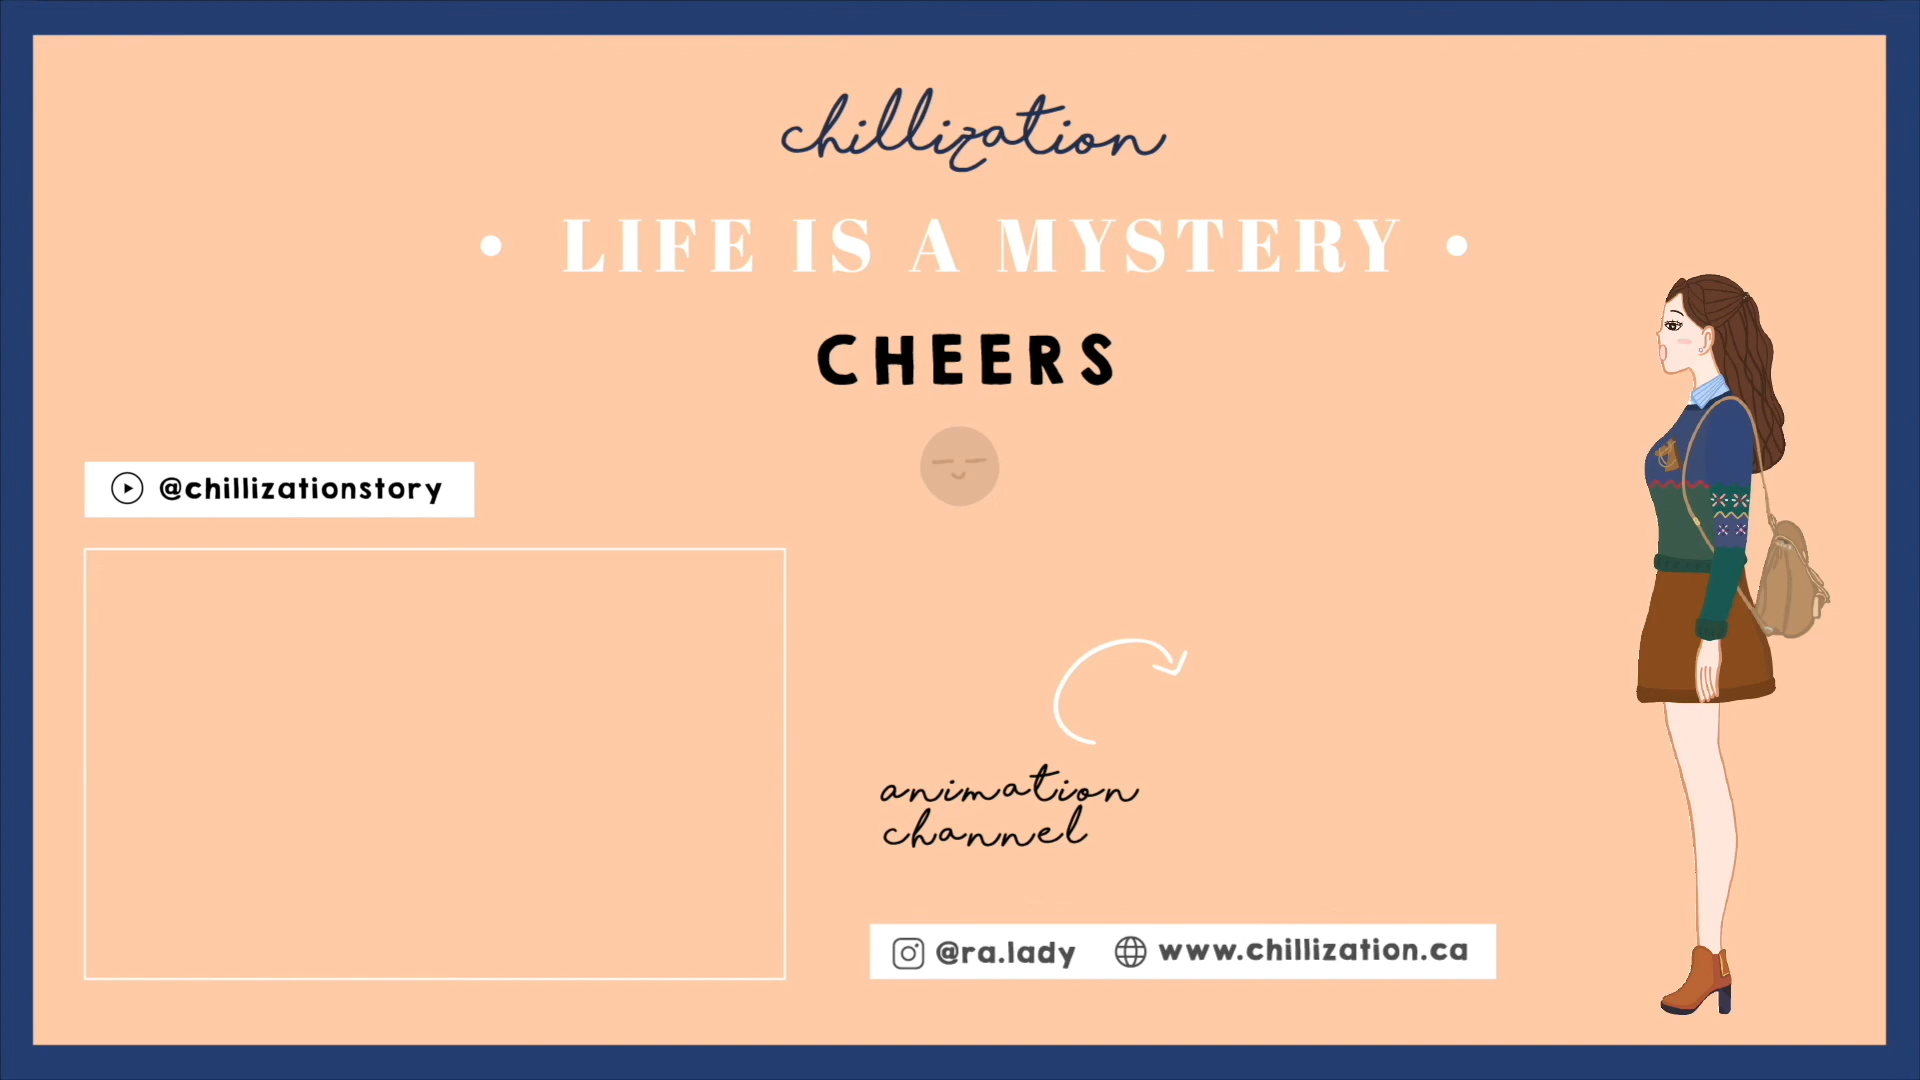 chillization
• LIFE IS A MYSTERY •
CHEERS
@chillizationstory
animation
channel
@ra.lady www.chillization.ca